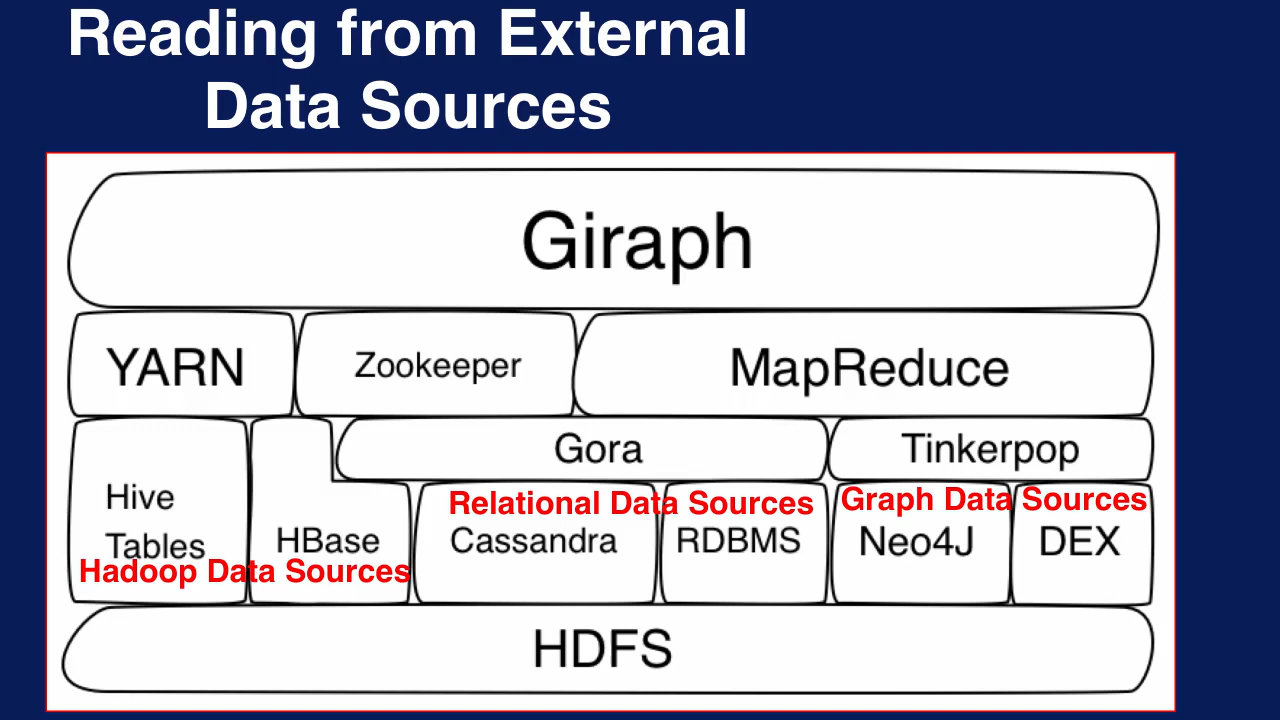 Reading from External
Data Sources
Giraph
YARN
Zookeeper
MapReduce
Gora
Tinkerpop
Hive
Tables
HBase
Hadoop Data Sources
Relational Data Sources
Cassandra
RDBMS
Graph Data Sources
Neo4J
DEX
HDFS